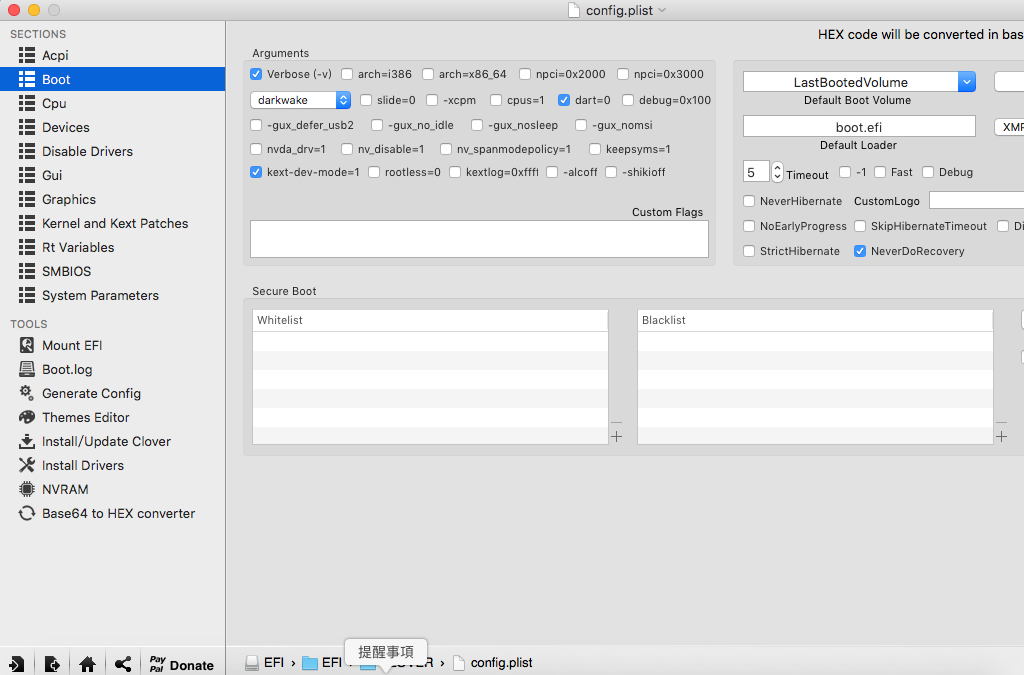 config.plist
SECTIONS
Acpi
Boot
Cpu
Devices
Disable Drivers
Gui
Graphics
Kernel and Kext Patches
Rt Variables
SMBIOS
System Parameters
TOOLS
Mount EFI
Boot.log
Generate Config
Themes Editor
Install/Update Clover
Install Drivers
NVRAM
Base64 to HEX converter
Pay Pal Donate
HEX code will be converted in bas
Arguments
Verbose (-v) arch=i386 arch=x86_64 npci=0x2000 npci=0x3000
darkwake slide=0 -xcpm cpus=1 dart=0 debug=0x100
-gux_defer_usb2 -gux_no_idle -gux_nosleep -gux_nomsi
nvda_drv=1 nv_disable=1 nv_spanmodepolicy=1 keepsyms=1
kext-dev-mode=1 rootless=0 kextlog=0xffff -alcoff -shikioff
Custom Flags
LastBootedVolume
Default Boot Volume
boot.efi XMP
Default Loader
5 Timeout -1 Fast Debug
NeverHibernate CustomLogo
NoEarlyProgress SkipHibernateTimeout Di
StrictHibernate NeverDoRecovery
Secure Boot
Whitelist
Blacklist
提醒事項
EFI › EFI › OVER › config.plist